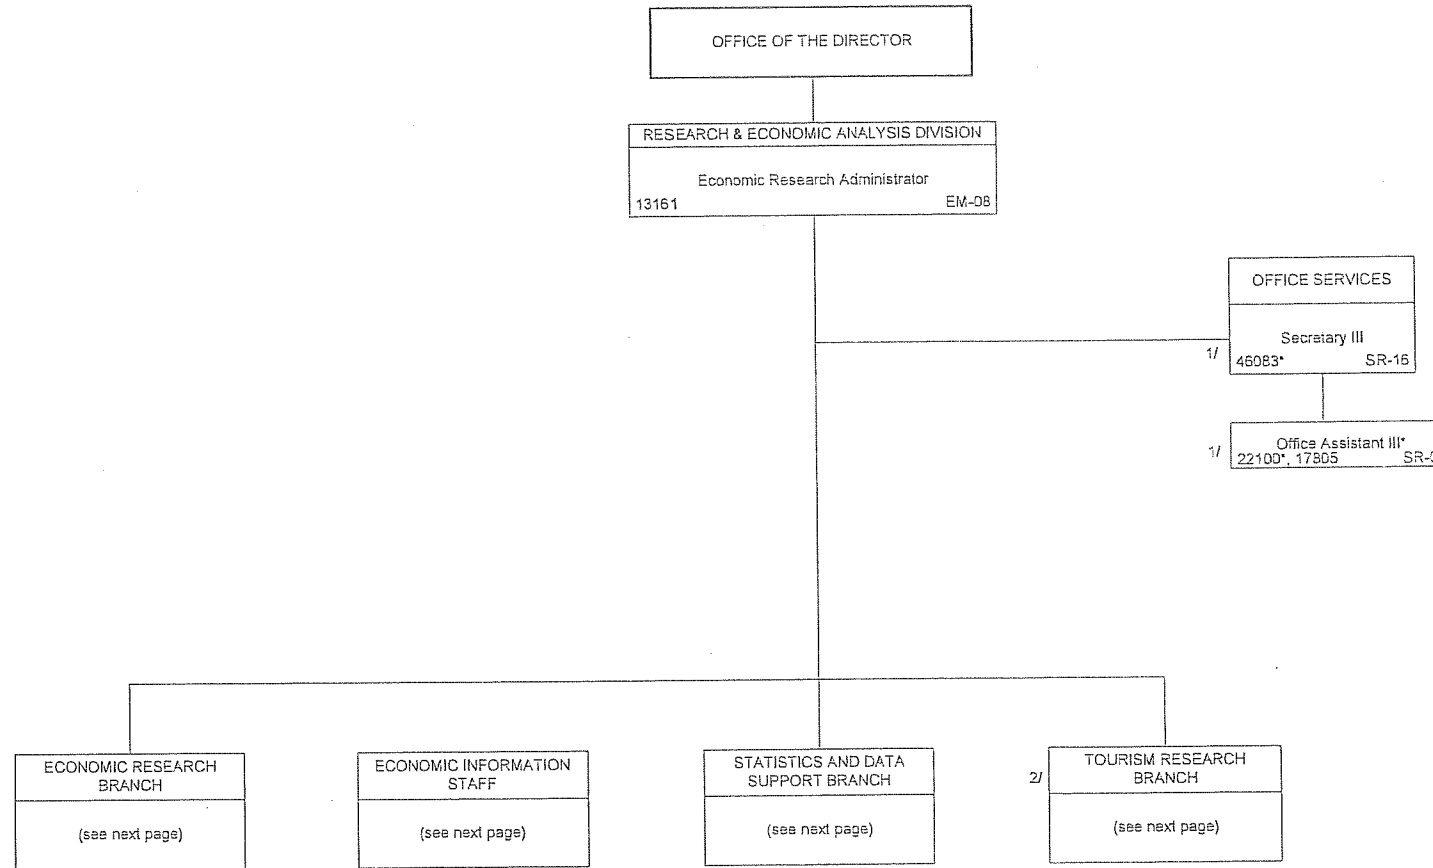 OFFICE OF THE DIRECTOR
RESEARCH & ECONOMIC ANALYSIS DIVISION
Economic Research Administrator
13161 EM-08
OFFICE SERVICES
Secretary III
1/ 46083* SR-16
Office Assistant III*
1/ 22100*, 17805
ECONOMIC RESEARCH
BRANCH
(see next page)
ECONOMIC INFORMATION
STAFF
(see next page)
STATISTICS AND DATA
SUPPORT BRANCH
(see next page)
2/ TOURISM RESEARCH
BRANCH
(see next page)